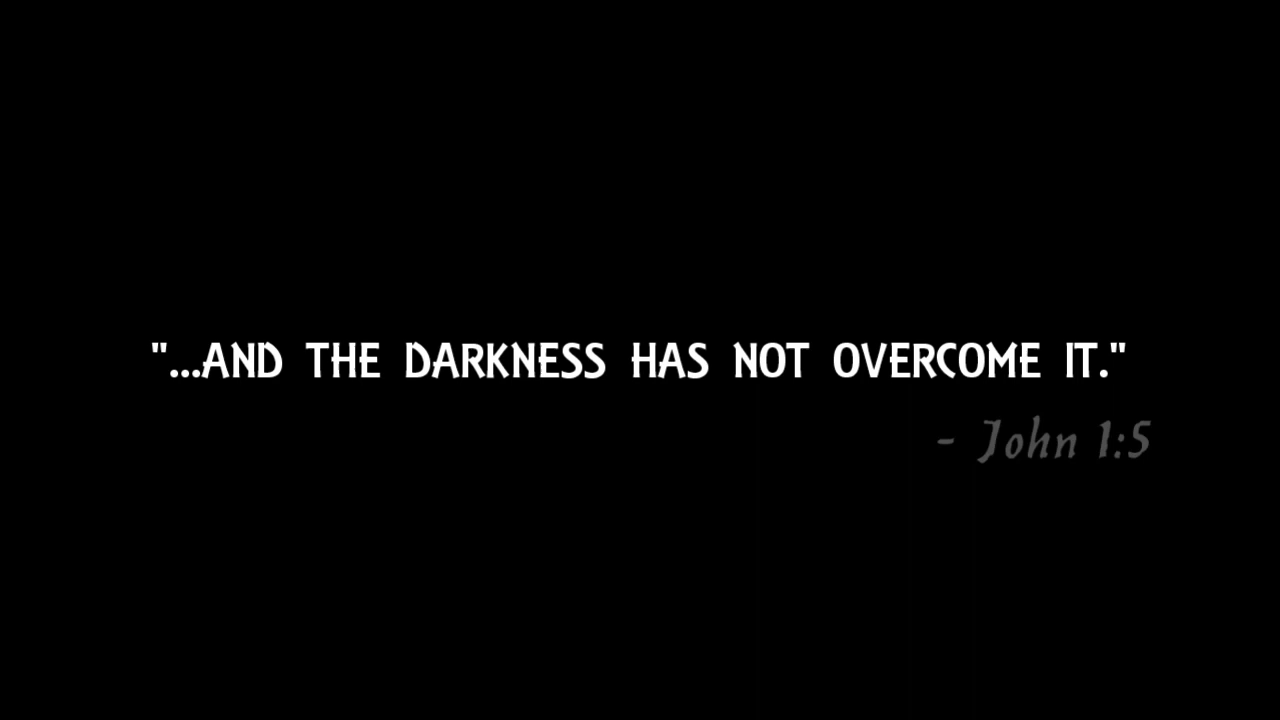 "...AND THE DARKNESS HAS NOT OVERCOME IT."
- John 1:5